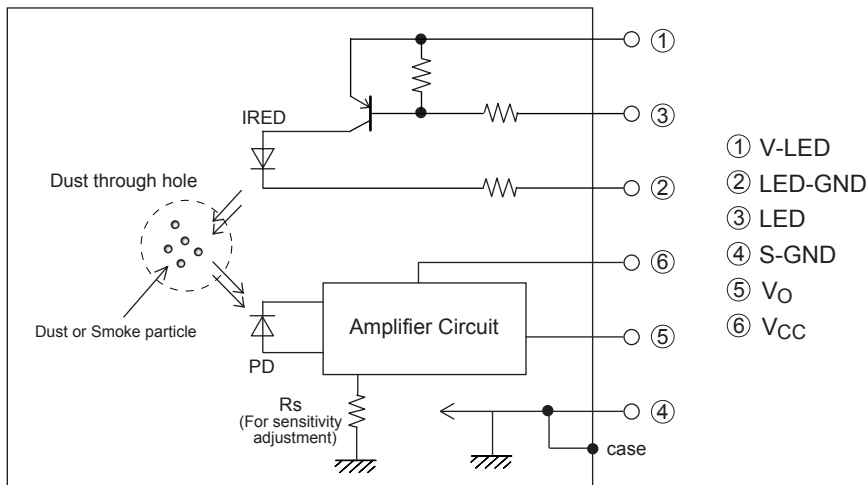 ①
IRED
③
Dust through hole
②
⑥
Amplifier Circuit
Dust or Smoke particle
⑤
PD
Rs
(For sensitivity
adjustment)
④
case
① V-LED
② LED-GND
③ LED
④ S-GND
⑤ VO
⑥ VCC